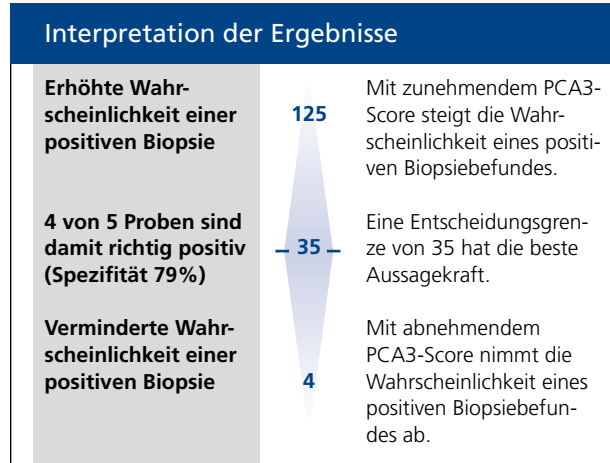 Interpretation der Ergebnisse
Erhöhte Wahr-
scheinlichkeit einer
positiven Biopsie
125
Mit zunehmendem PCA3-
Score steigt die Wahr-
scheinlichkeit eines positi-
ven Biopsiebefundes.
4 von 5 Proben sind
damit richtig positiv
(Spezifität 79%)
35
Eine Entscheidungsgren-
ze von 35 hat die beste
Aussagekraft.
Verminderte Wahr-
scheinlichkeit einer
positiven Biopsie
4
Mit abnehmendem
PCA3-Score nimmt die
Wahrscheinlichkeit eines
positiven Biopsiebefun-
des ab.